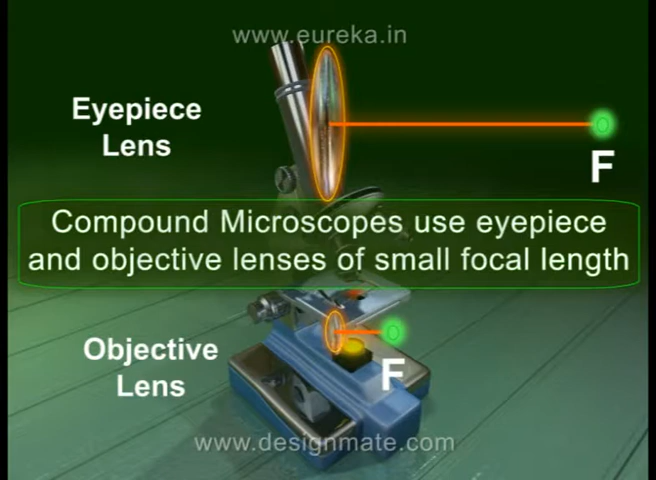 www.eureka.in
Eyepiece
Lens
F
Compound Microscopes use eyepiece
and objective lenses of small focal length
Objective
Lens
F
www.designmate.com